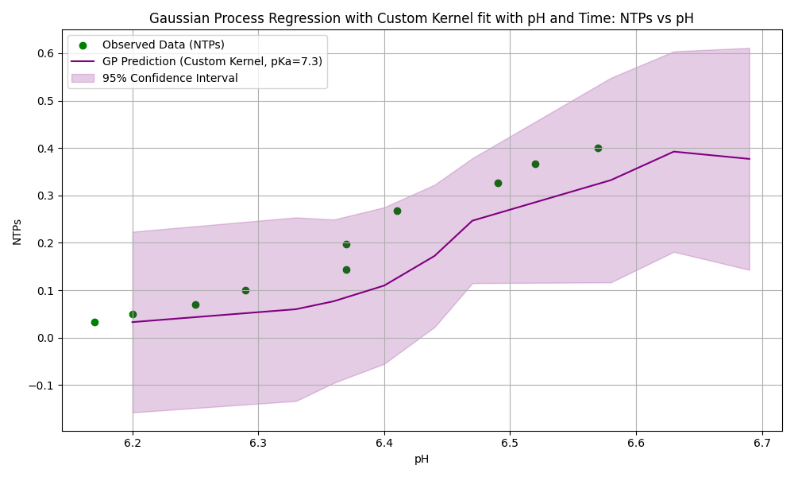 Gaussian Process Regression with Custom Kernel fit with pH and Time: NTPs vs pH
Observed Data (NTPs)
GP Prediction (Custom Kernel, pKa=7.3)
95% Confidence Interval
0.6
0.5
0.4
0.3
0.2
0.1
0.0
−0.1
NTPs
6.2
6.3
6.4
6.5
6.6
6.7
pH